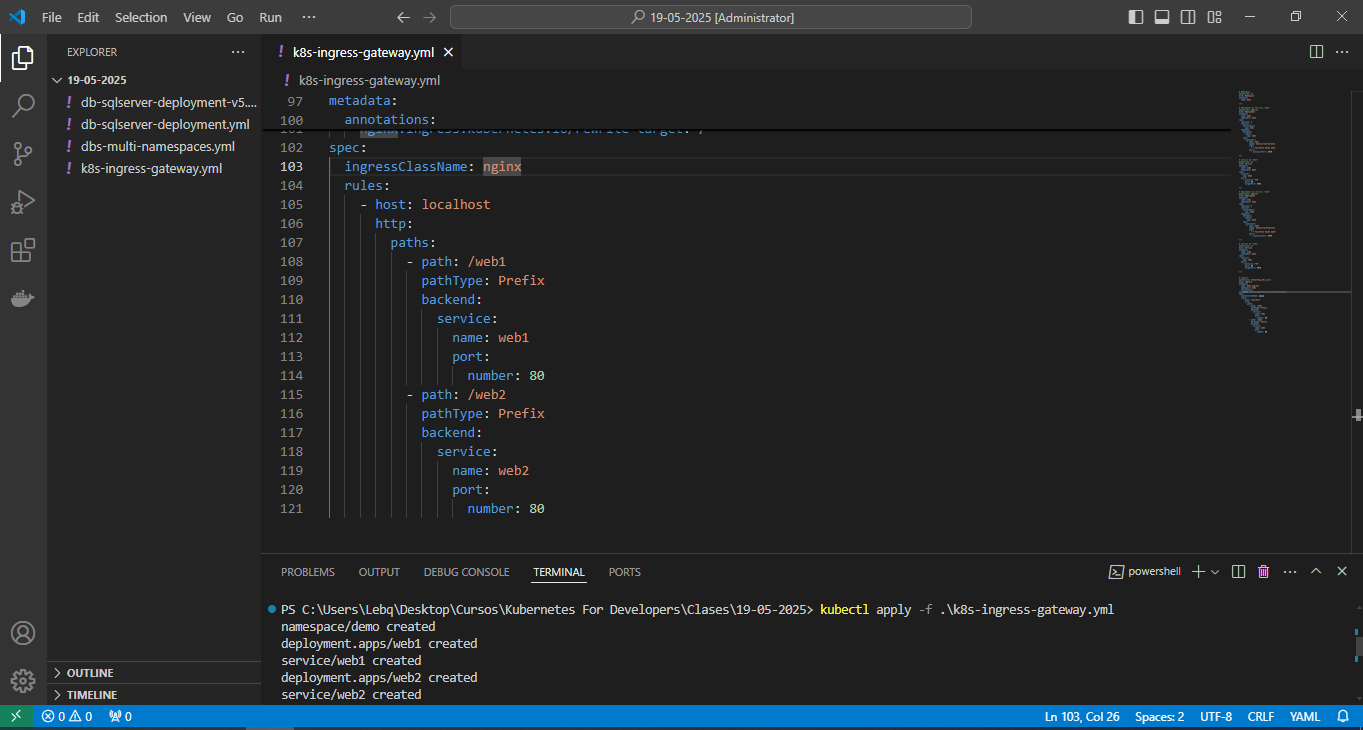 File Edit Selection View Go Run ···
19-05-2025 [Administrator]
EXPLORER
19-05-2025
! db-sqlserver-deployment-v5....
! db-sqlserver-deployment.yml
! dbs-multi-namespaces.yml
! k8s-ingress-gateway.yml
OUTLINE
TIMELINE
! k8s-ingress-gateway.yml
! k8s-ingress-gateway.yml
97 metadata:
100 annotations:
101 nginx.ingress.kubernetes.io/rewrite-target: /
102 spec:
103 ingressClassName: nginx
104 rules:
105 - host: localhost
106 http:
107 paths:
108 - path: /web1
109 pathType: Prefix
110 backend:
111 service:
112 name: web1
113 port:
114 number: 80
115 - path: /web2
116 pathType: Prefix
117 backend:
118 service:
119 name: web2
120 port:
121 number: 80
PROBLEMS OUTPUT DEBUG CONSOLE TERMINAL PORTS
powershell
PS C:\Users\Lebq\Desktop\Cursos\Kubernetes For Developers\Clases\19-05-2025> kubectl apply -f .\k8s-ingress-gateway.yml
namespace/demo created
deployment.apps/web1 created
service/web1 created
deployment.apps/web2 created
service/web2 created
0 0 0
Ln 103, Col 26 Spaces: 2 UTF-8 CRLF YAML